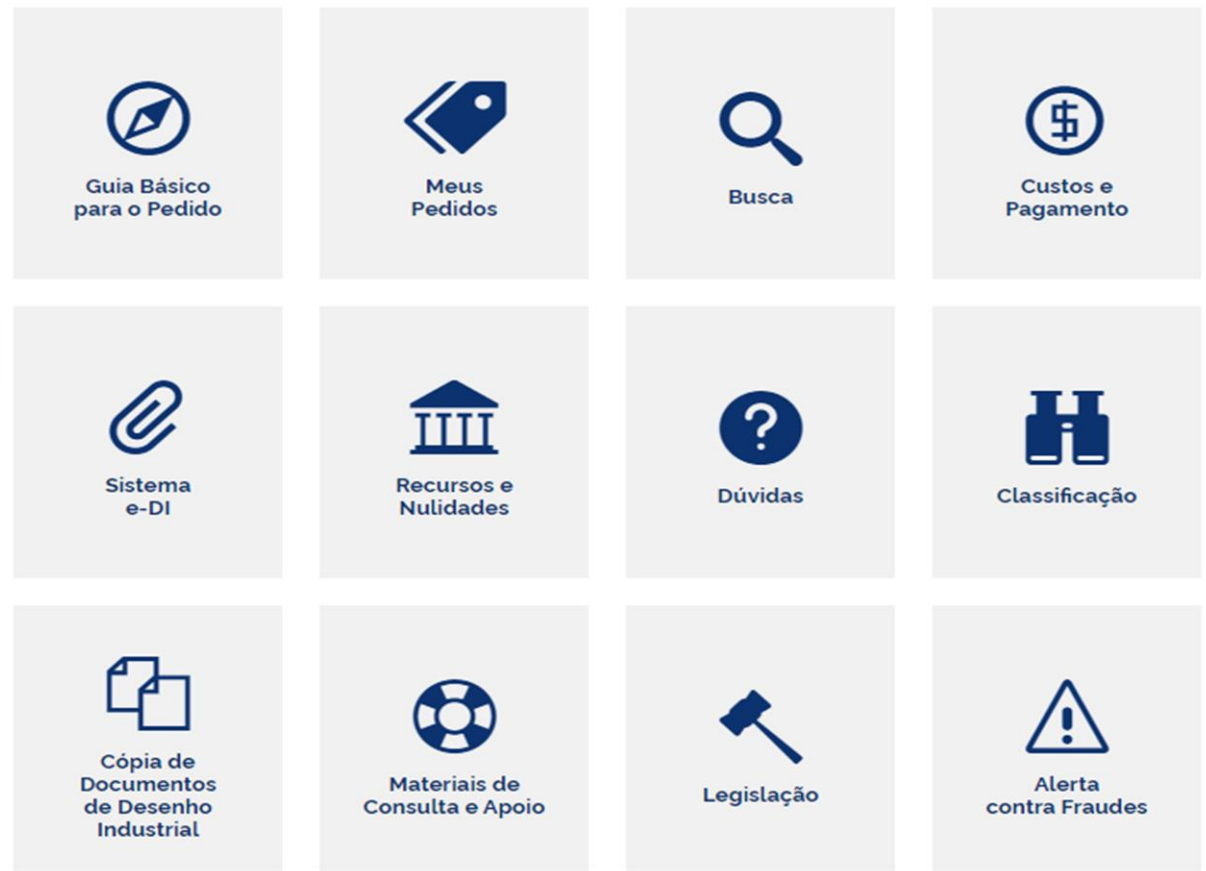 Guia Básico
para o Pedido
Meus
Pedidos
Busca
Custos e
Pagamento
Sistema
e-DI
Recursos e
Nulidades
Dúvidas
Classificação
Cópia de
Documentos
de Desenho
Industrial
Materiais de
Consulta e Apoio
Legislação
Alerta
contra Fraudes